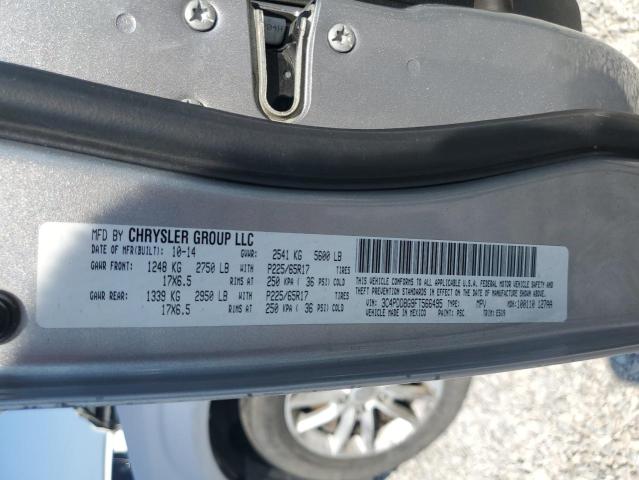 MFD BY CHRYSLER GROUP LLC
DATE OF MFR(BUILT): 10-14 GVWR: 2541 KG 5600 LB
GAWR FRONT: 1248 KG 2750 LB WITH P225/65R17 TIRES
17X6.5 RIMS AT 250 KPA ( 36 PSI) COLD
GAWR REAR: 1339 KG 2950 LB WITH P225/65R17 TIRES
17X6.5 RIMS AT 250 KPA ( 36 PSI) COLD
THIS VEHICLE CONFORMS TO ALL APPLICABLE U.S.A. FEDERAL MOTOR VEHICLE SAFETY
AND THEFT PREVENTION STANDARDS IN EFFECT ON THE DATE OF MANUFACTURE SHOWN ABOVE.
VIN: TYPE: MPV MDH:
VEHICLE MADE IN MEXICO PAINT: PSC TRIM: